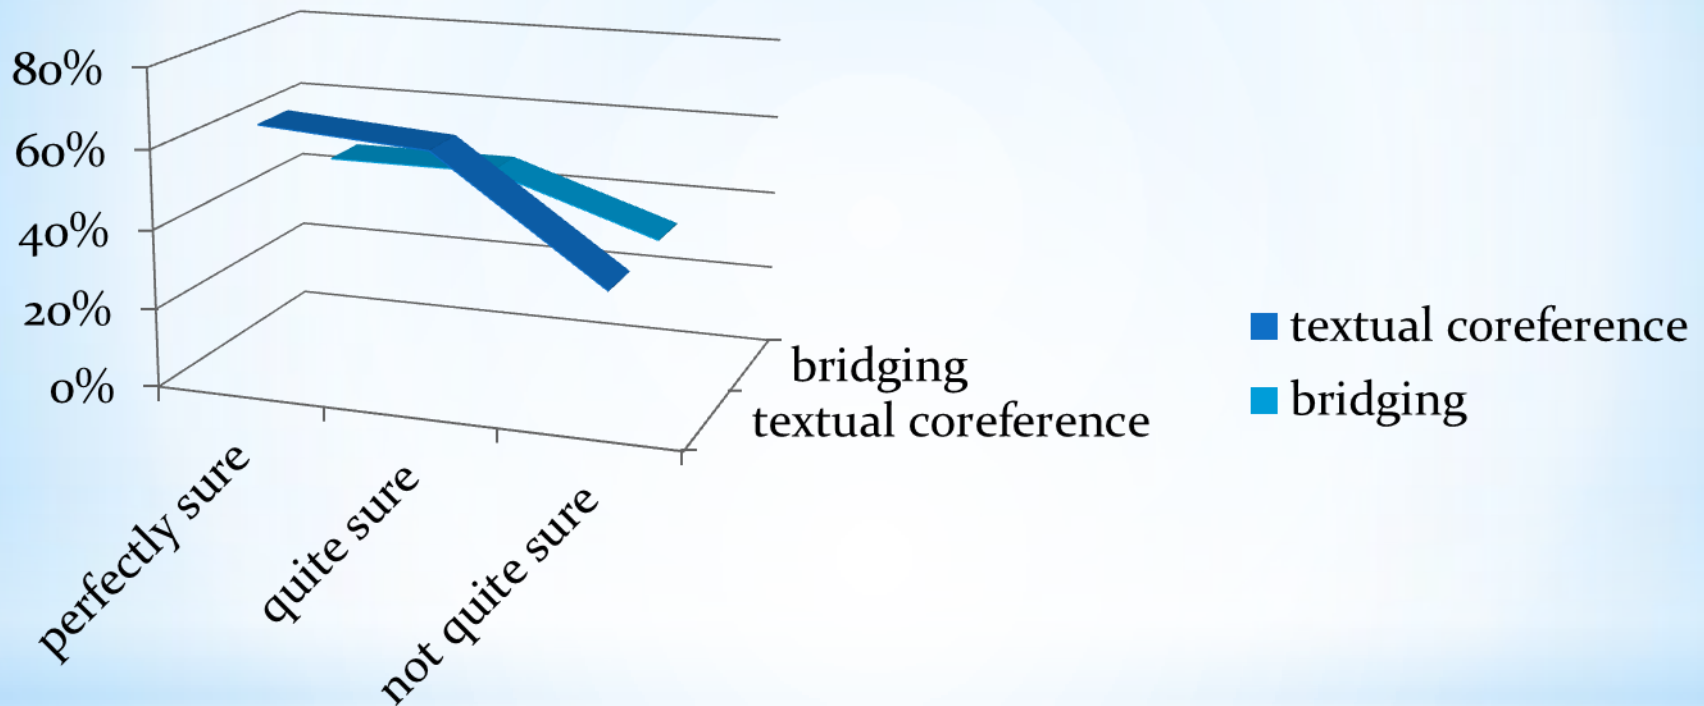 80%
60%
40%
20%
0%
perfectly sure
quite sure
not quite sure
bridging
textual coreference
textual coreference
bridging